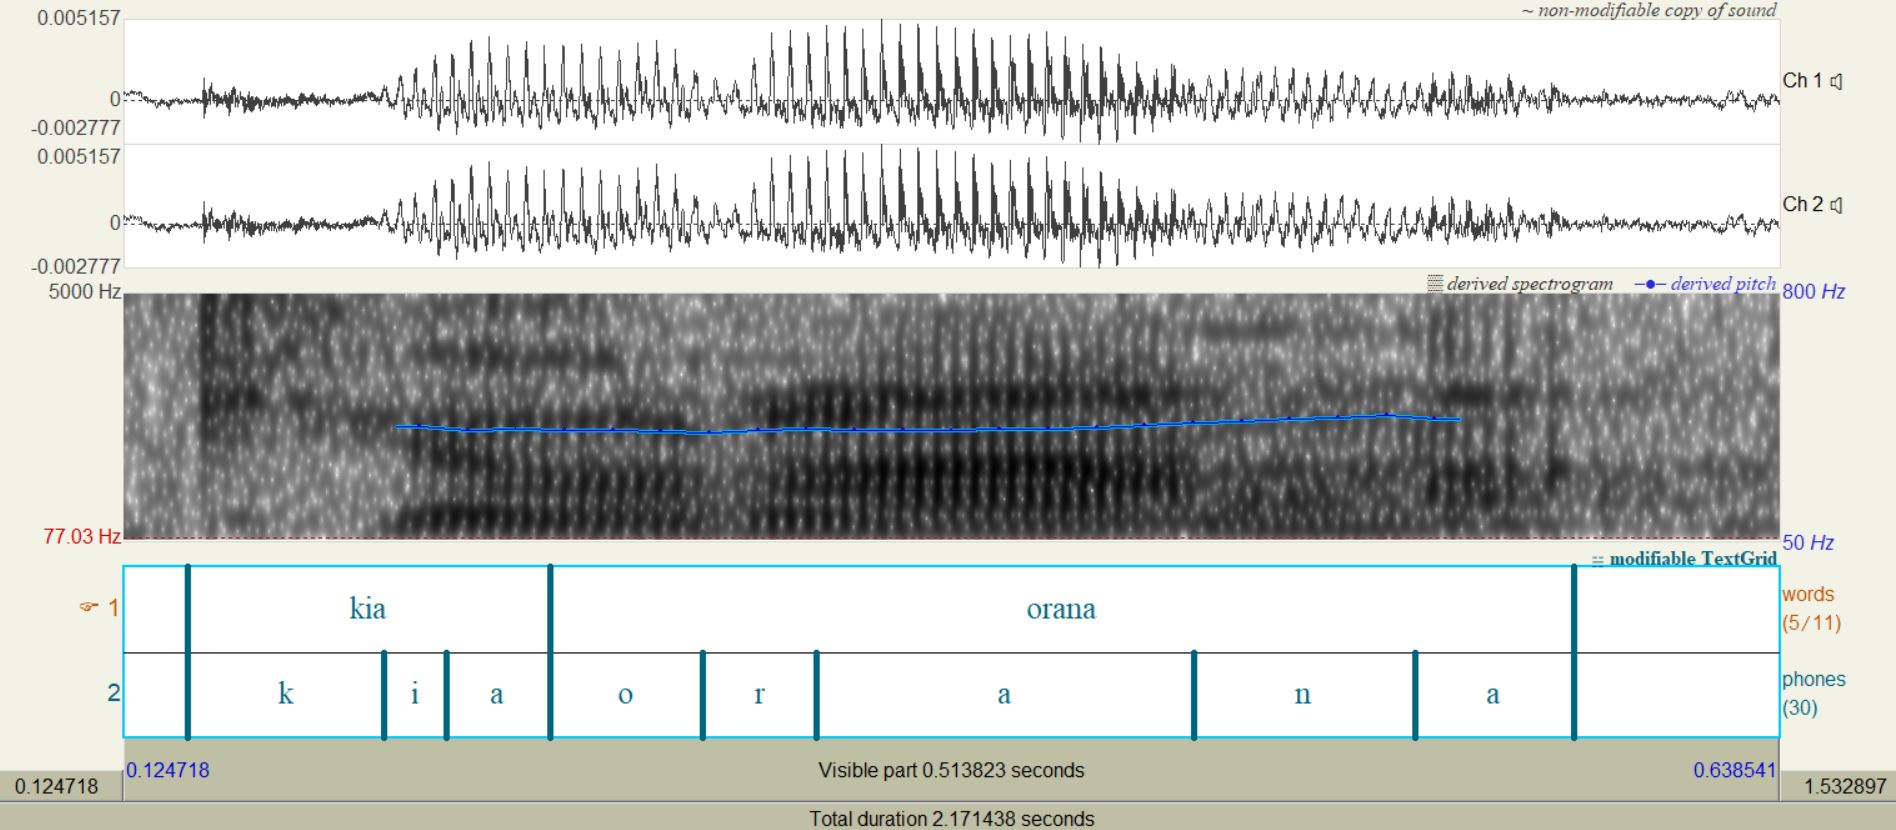 0.005157
~ non-modifiable copy of sound
0
Ch 1
-0.002777
0.005157
0
Ch 2
-0.002777
5000 Hz
derived spectrogram
derived pitch
800 Hz
77.03 Hz
50 Hz
modifiable TextGrid
1
kia
orana
words
(5/11)
2
k
i
a
o
r
a
n
a
phones
(30)
0.124718
Visible part 0.513823 seconds
0.638541
0.124718
1.532897
Total duration 2.171438 seconds